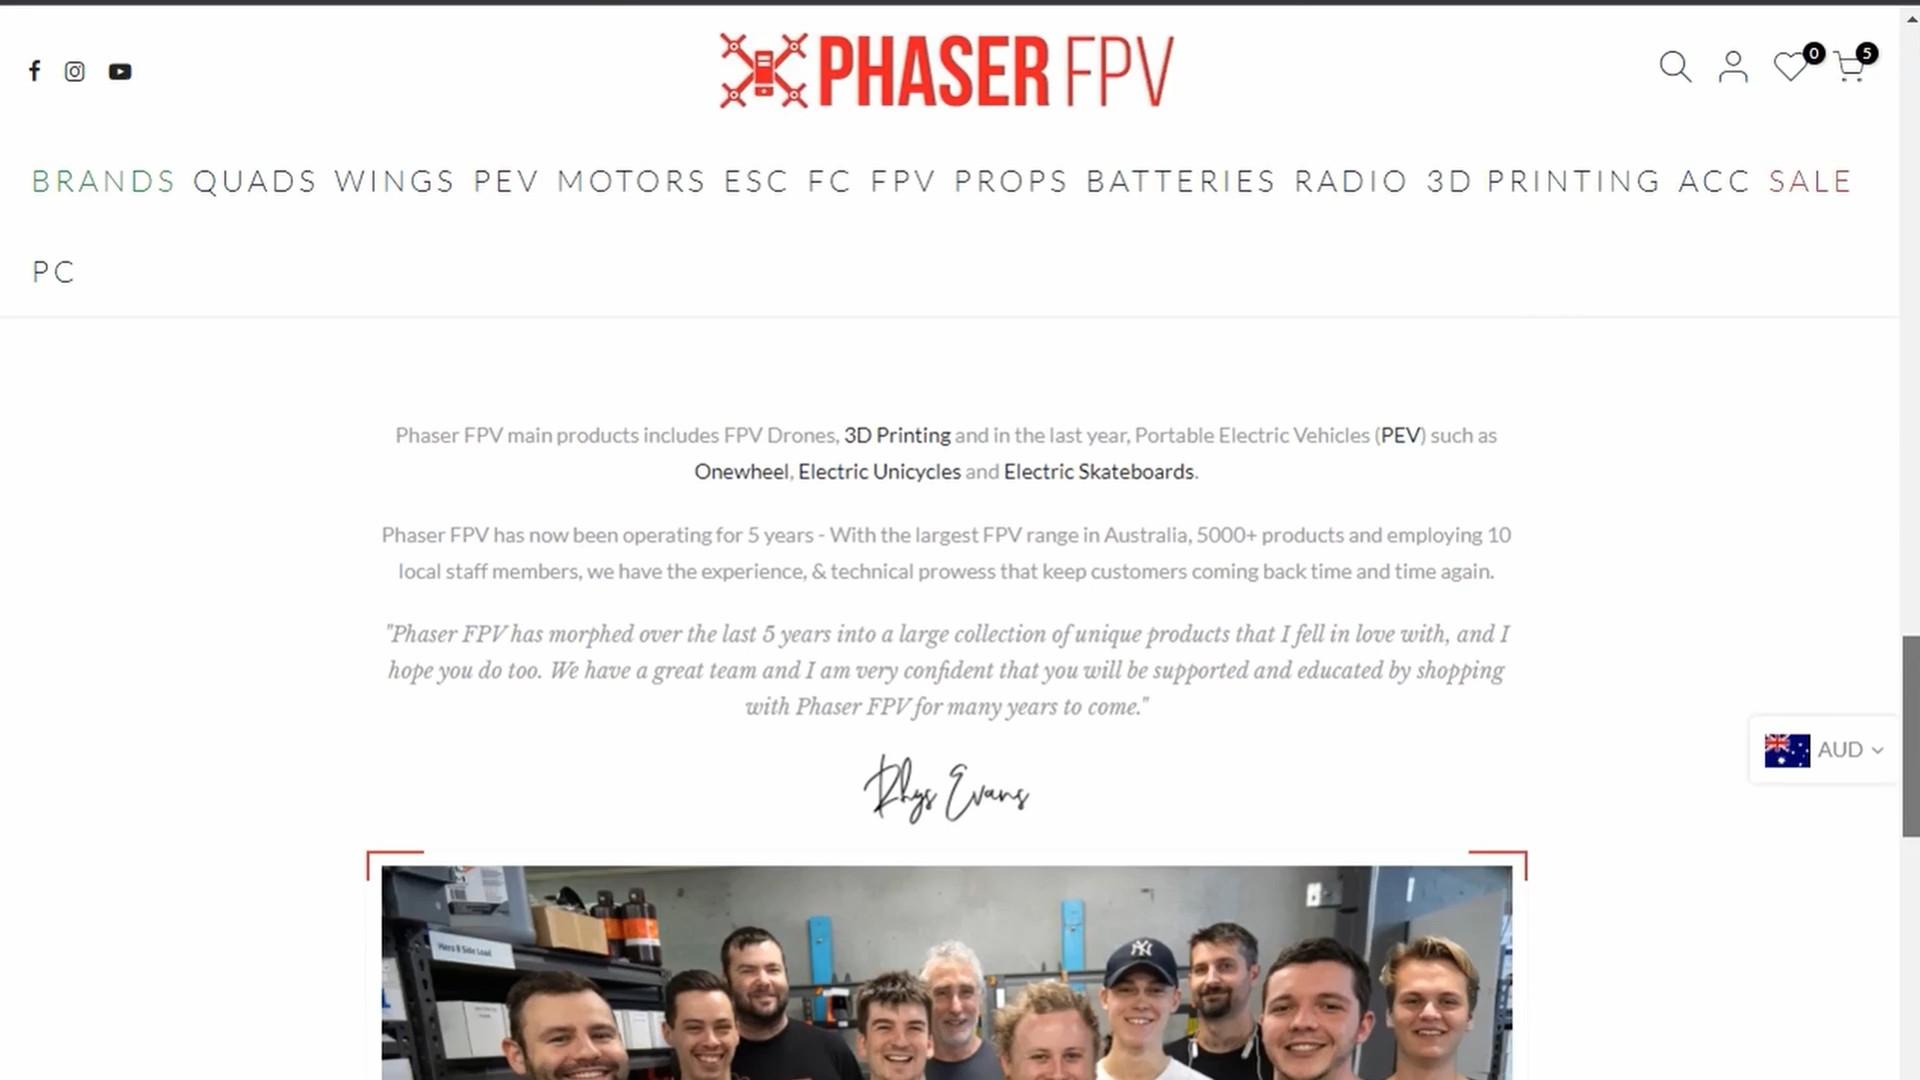 PHASER FPV
0
5
BRANDS QUADS WINGS PEV MOTORS ESC FC FPV PROPS BATTERIES RADIO 3D PRINTING ACC SALE
PC
Phaser FPV main products includes FPV Drones, 3D Printing and in the last year, Portable Electric Vehicles (PEV) such as
Onewheel, Electric Unicycles and Electric Skateboards.
Phaser FPV has now been operating for 5 years - With the largest FPV range in Australia, 5000+ products and employing 10
local staff members, we have the experience, & technical prowess that keep customers coming back time and time again.
"Phaser FPV has morphed over the last 5 years into a large collection of unique products that I fell in love with, and I
hope you do too. We have a great team and I am very confident that you will be supported and educated by shopping
with Phaser FPV for many years to come."
AUD
Rhys Evans
Hero 8 Side Load
NY